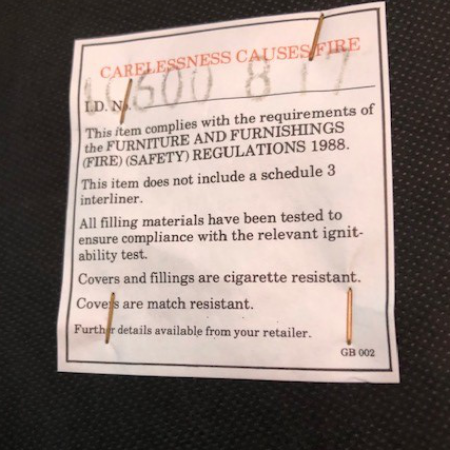 CARELESSNESS CAUSES FIRE
I.D. No.
600 817
This item complies with the requirements of
the FURNITURE AND FURNISHINGS
(FIRE) (SAFETY) REGULATIONS 1988.
This item does not include a schedule 3
interliner.
All filling materials have been tested to
ensure compliance with the relevant ignit-
ability test.
Covers and fillings are cigarette resistant.
Covers are match resistant.
Further details available from your retailer.
GB 002